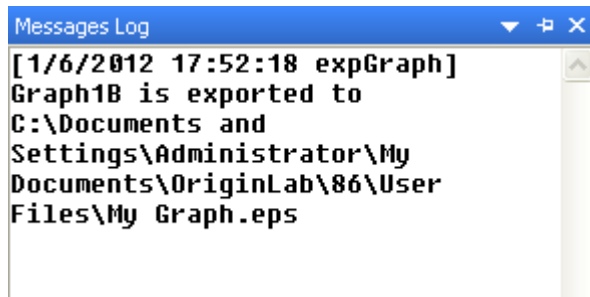 Messages Log
[1/6/2012 17:52:18 expGraph]
Graph1B is exported to
C:\Documents and
Settings\Administrator\My
Documents\OriginLab\86\User
Files\My Graph.eps